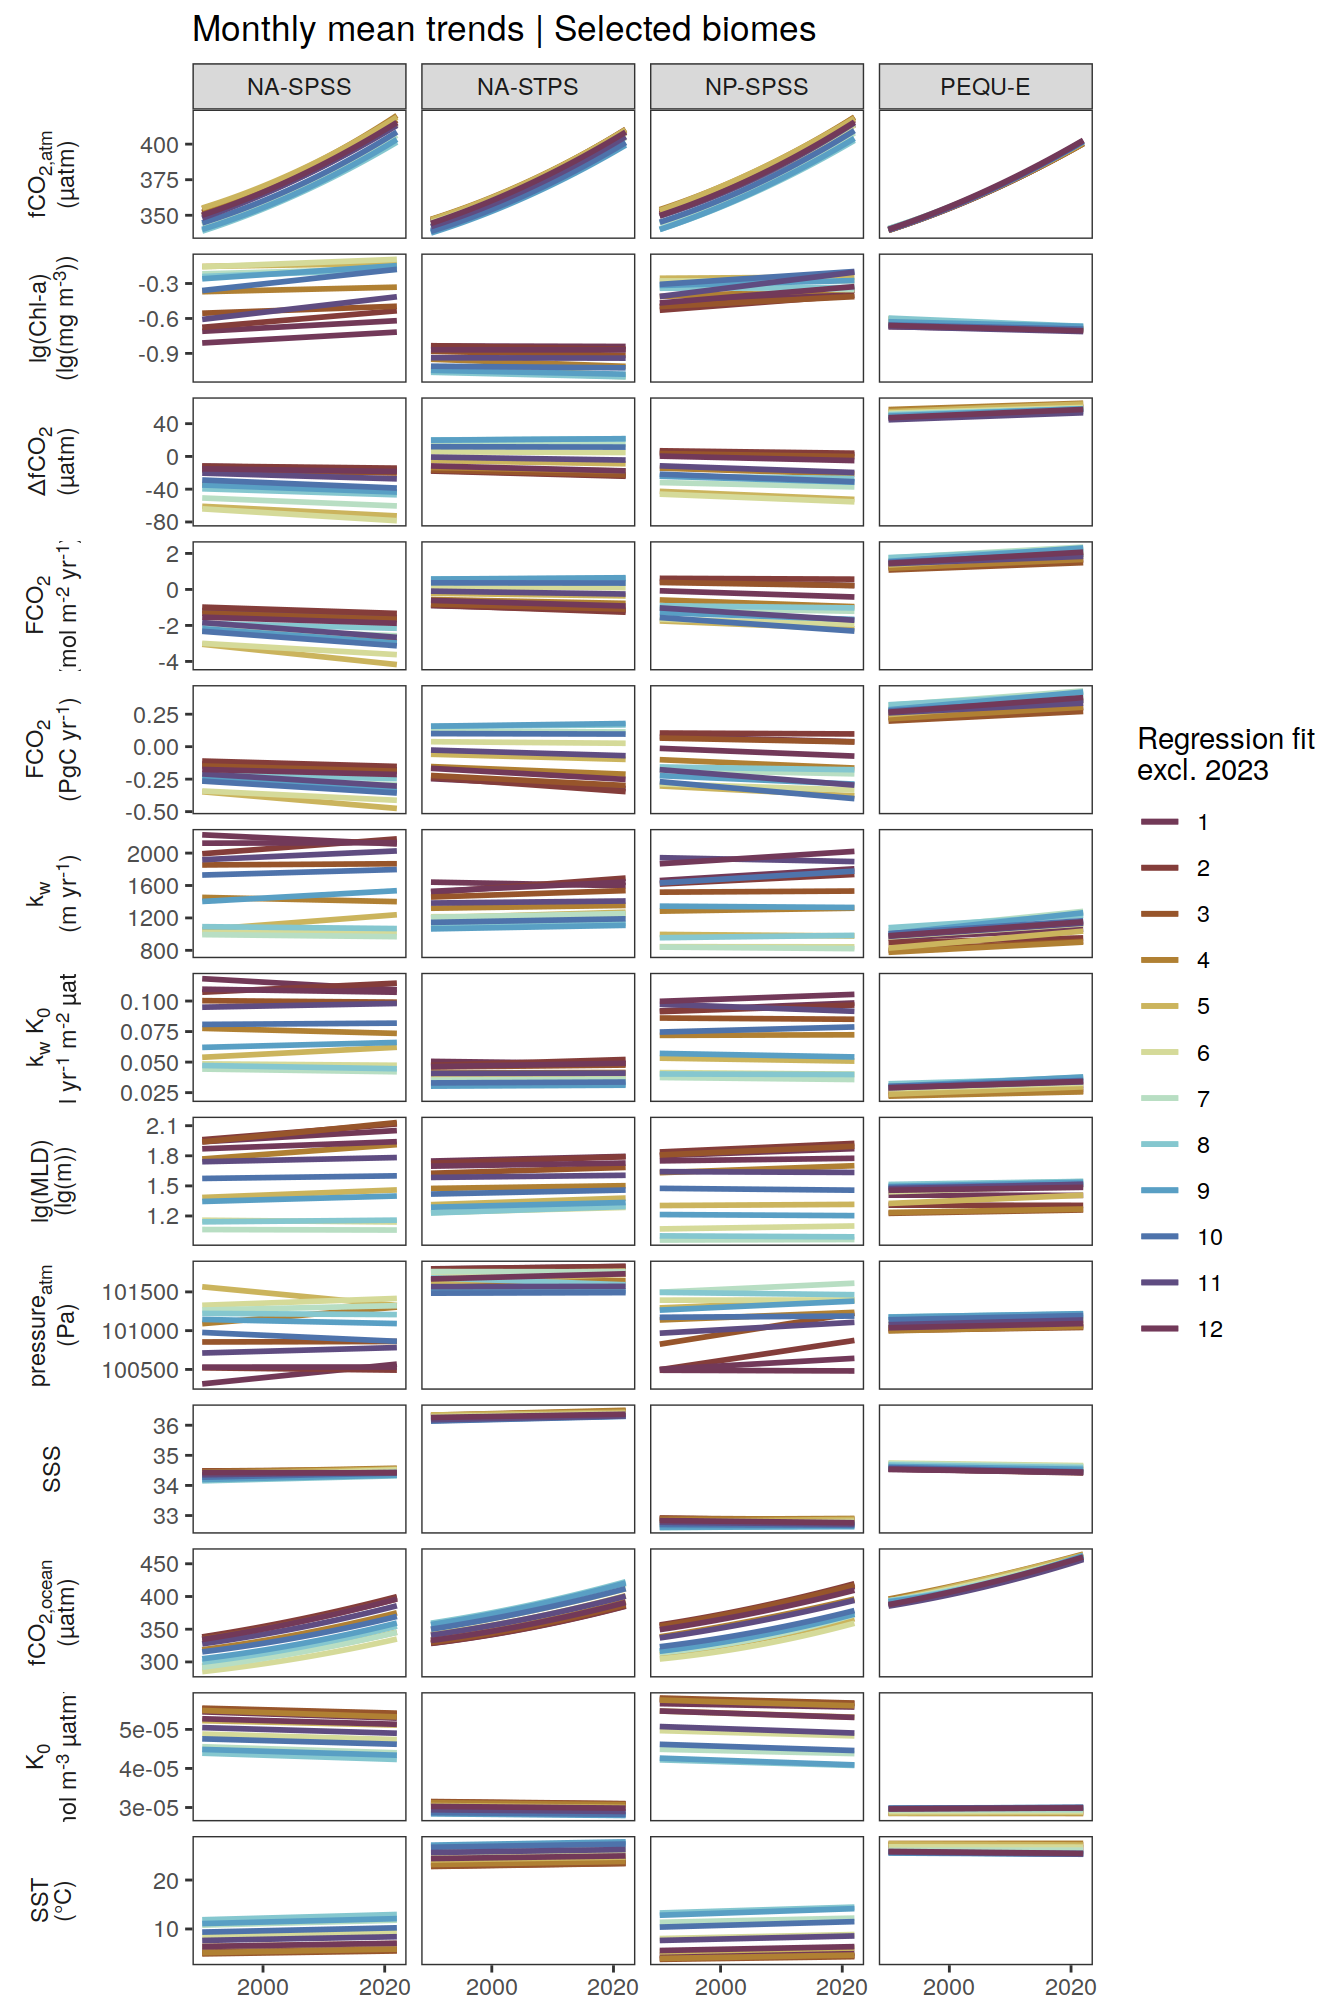 Monthly mean trends | Selected biomes
NA-SPSS NA-STPS NP-SPSS PEQU-E
fCO2,atm
(µatm)
400
375
350
lg(Chl-a)
(lg(mg m-3))
-0.3
-0.6
-0.9
ΔfCO2
(µatm)
40
0
-40
-80
FCO2
(mol m-2 yr-1)
2
0
-2
-4
FCO2
(PgC yr-1)
0.25
0.00
-0.25
-0.50
kw
(m yr-1)
2000
1600
1200
800
kw K0
l yr-1 m-2 µat
0.100
0.075
0.050
0.025
lg(MLD)
(lg(m))
2.1
1.8
1.5
1.2
pressureatm
(Pa)
101500
101000
100500
SSS
36
35
34
33
fCO2,ocean
(µatm)
450
400
350
300
K0
nol m-3 µatm
5e-05
4e-05
3e-05
SST
(°C)
20
10
2000 2020 2000 2020 2000 2020 2000 2020
Regression fit
excl. 2023
1
2
3
4
5
6
7
8
9
10
11
12